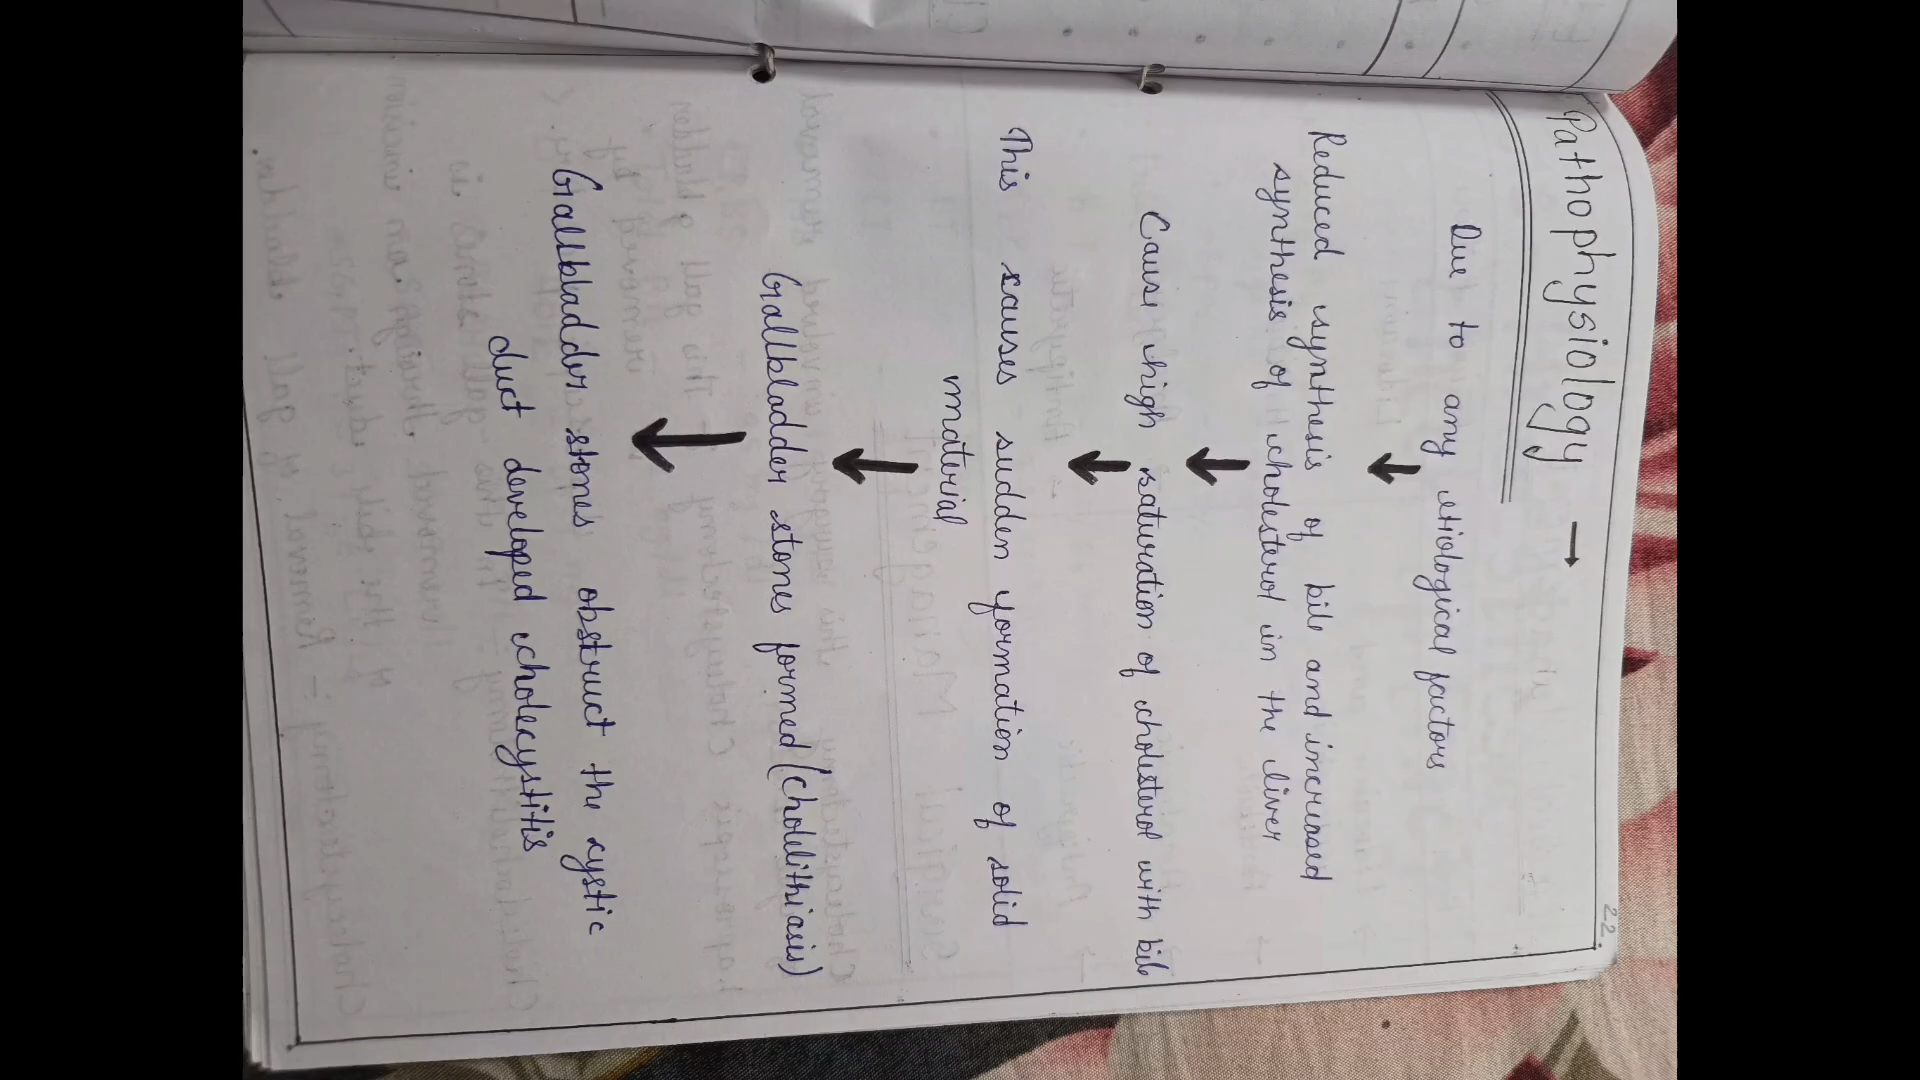 22.
Pathophysiology →
Due to any etiological factors
↓
Reduced synthesis of bile and increased
synthesis of cholesterol in the liver
↓
Cause high saturation of cholesterol with bile
↓
This causes sudden formation of solid
material
↓
Gallbladder stones formed (cholelithiasis)
↓
Gallbladder stones obstruct the cystic
duct developed cholecystitis